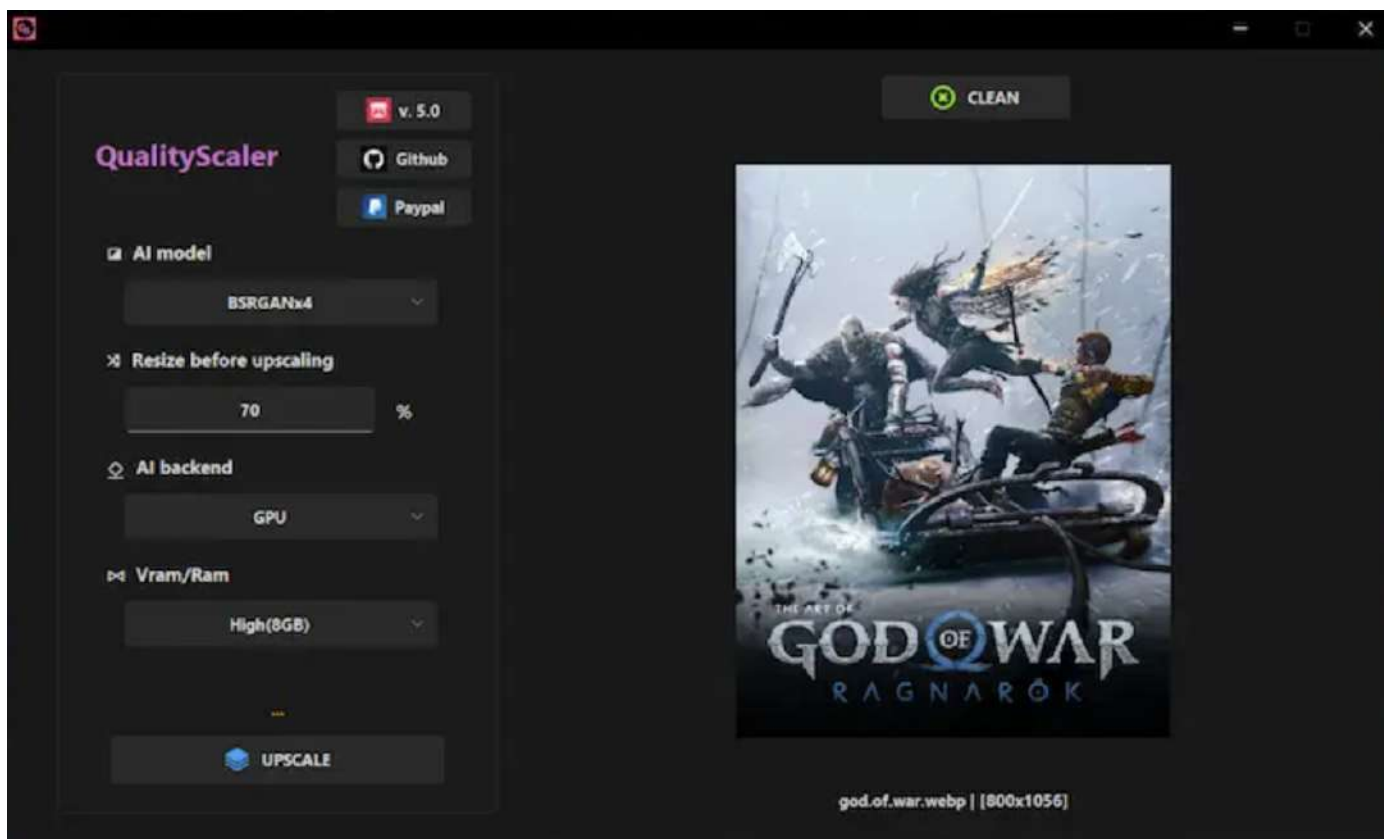 v. 5.0
QualityScaler
Github
Paypal
AI model
BSRGANx4
Resize before upscaling
70 %
AI backend
GPU
Vram/Ram
High(8GB)
...
UPSCALE
CLEAN
THE ART OF
GOD OF WAR
RAGNARÖK
god.of.war.webp | [800x1056]